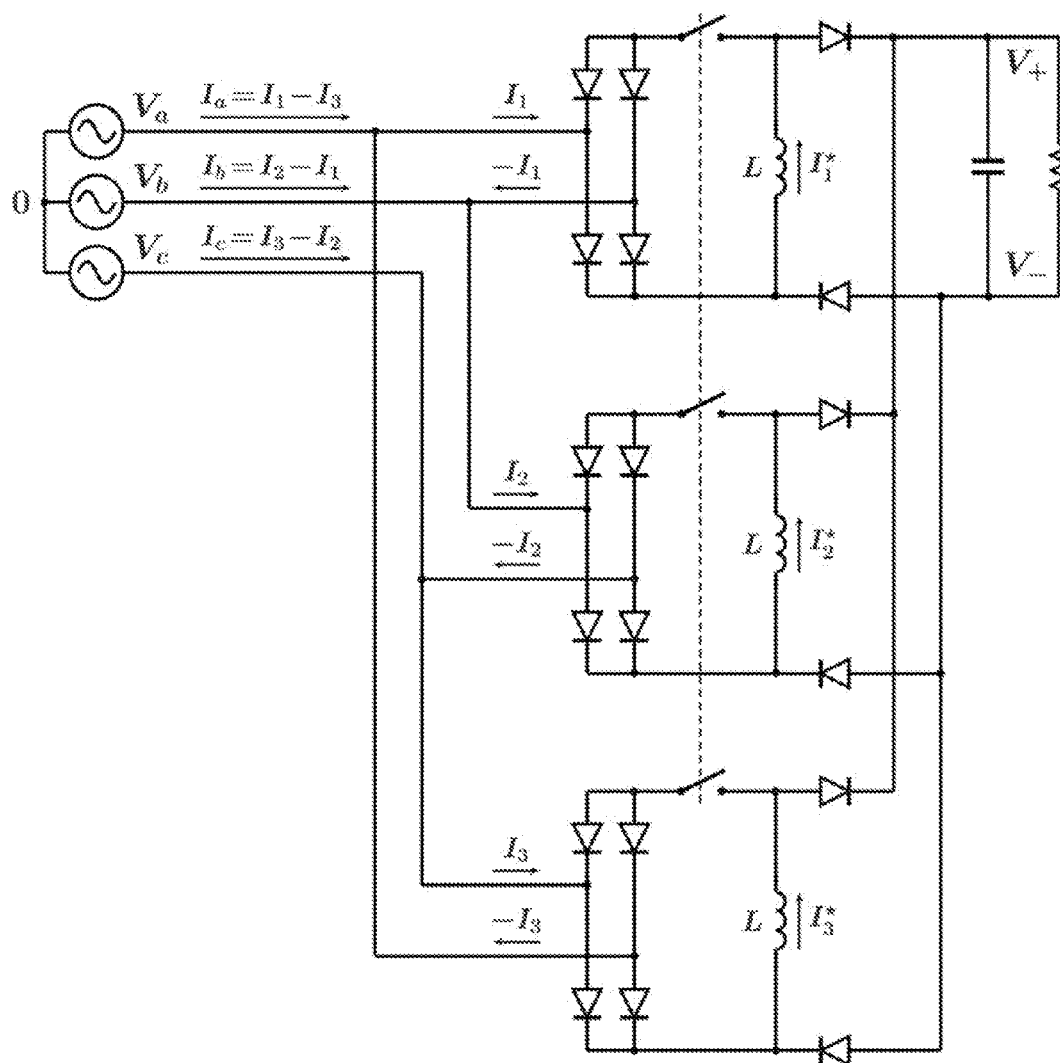 V_a
I_a=I_1-I_3
I_1
V_+
0
V_b
I_b=I_2-I_1
-I_1
L
I_1^*
V_c
I_c=I_3-I_2
V_-
I_2
-I_2
L
I_2^*
I_3
-I_3
L
I_3^*